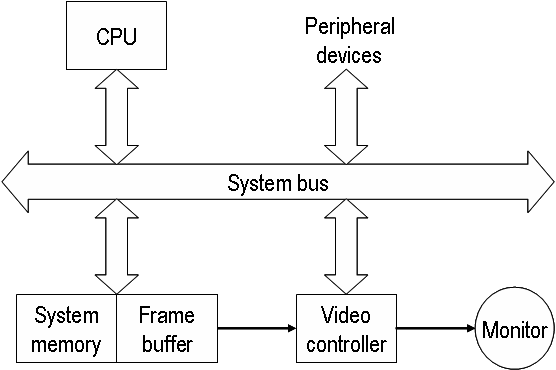 CPU
Peripheral
devices
System bus
System
memory
Frame
buffer
Video
controller
Monitor